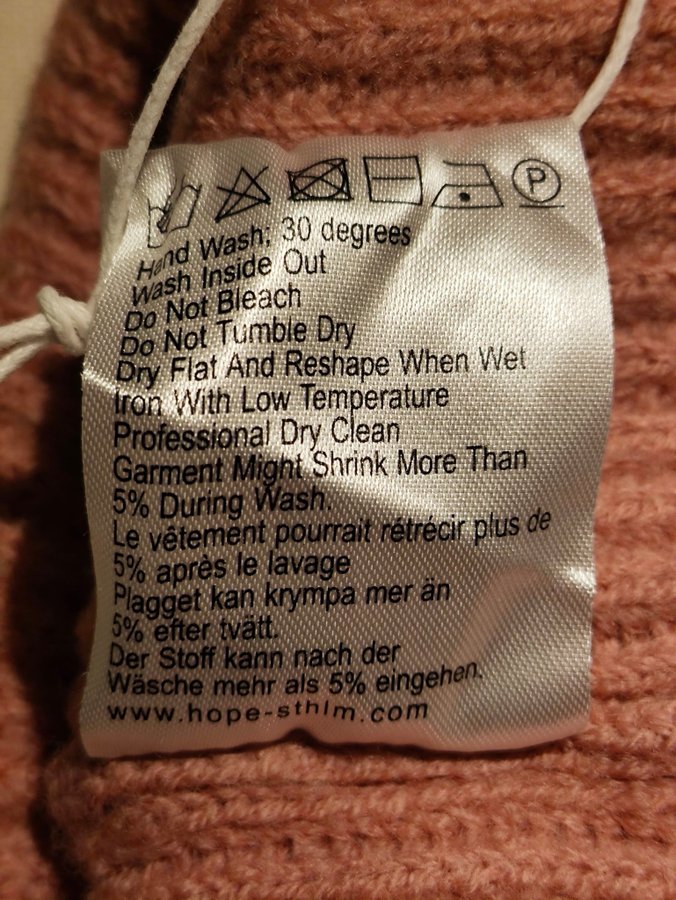 P
Hand Wash: 30 degrees
Wash Inside Out
Do Not Bleach
Do Not Tumble Dry
Dry Flat And Reshape When Wet
Iron With Low Temperature
Professional Dry Clean
Garment Might Shrink More Than
5% During Wash.
Le vêtement pourrait rétrécir plus de
5% après le lavage
Plagget kan krympa mer än
5% efter tvätt.
Der Stoff kann nach der
Wäsche mehr als 5% eingehen.
www.hope-sthlm.com